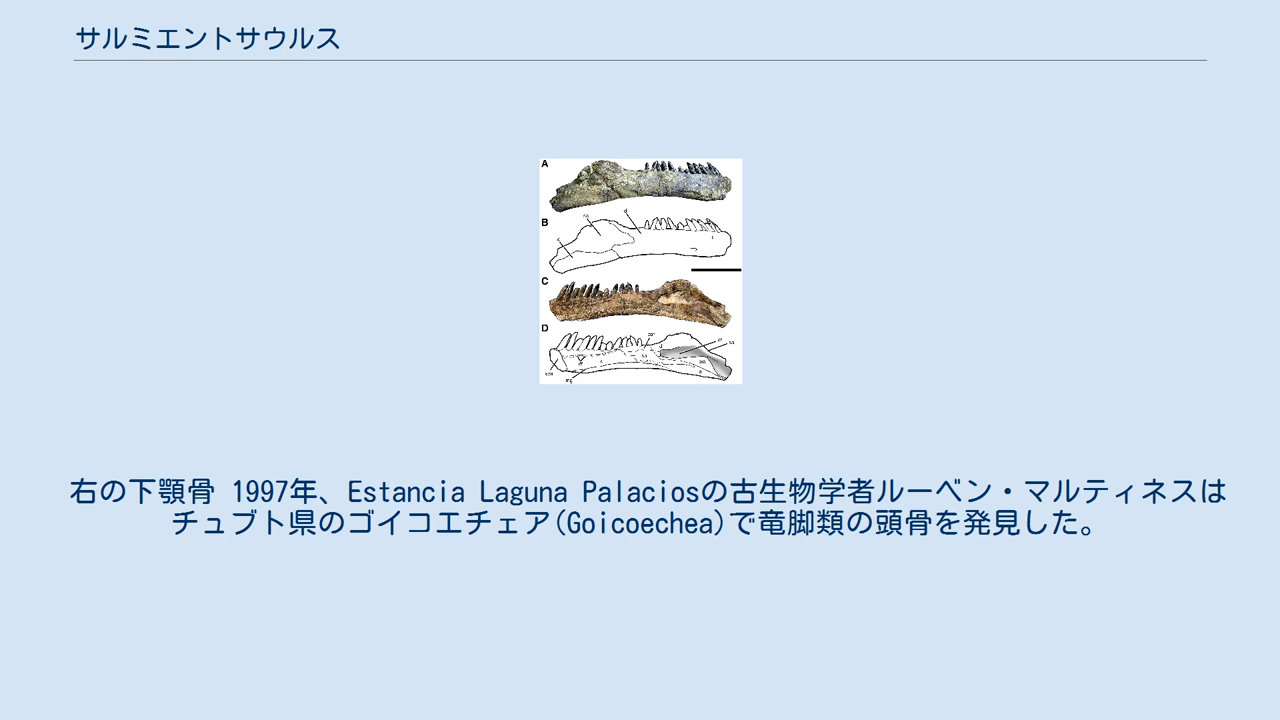 サルミエントサウルス
A
B
C
D
右の下顎骨 1997年、Estancia Laguna Palaciosの古生物学者ルーベン・マルティネスは
チュブト県のゴイコエチェア(Goicoechea)で竜脚類の頭骨を発見した。